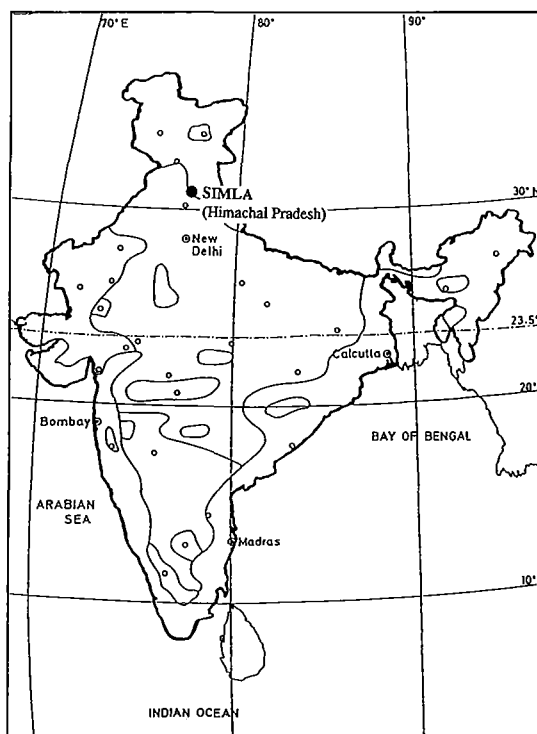 70° E
80°
90°
SIMLA
(Himachal Pradesh)
30° N
New
Delhi
23.5°
Calcutta
20°
Bombay
BAY OF BENGAL
ARABIAN
SEA
Madras
10°
INDIAN OCEAN